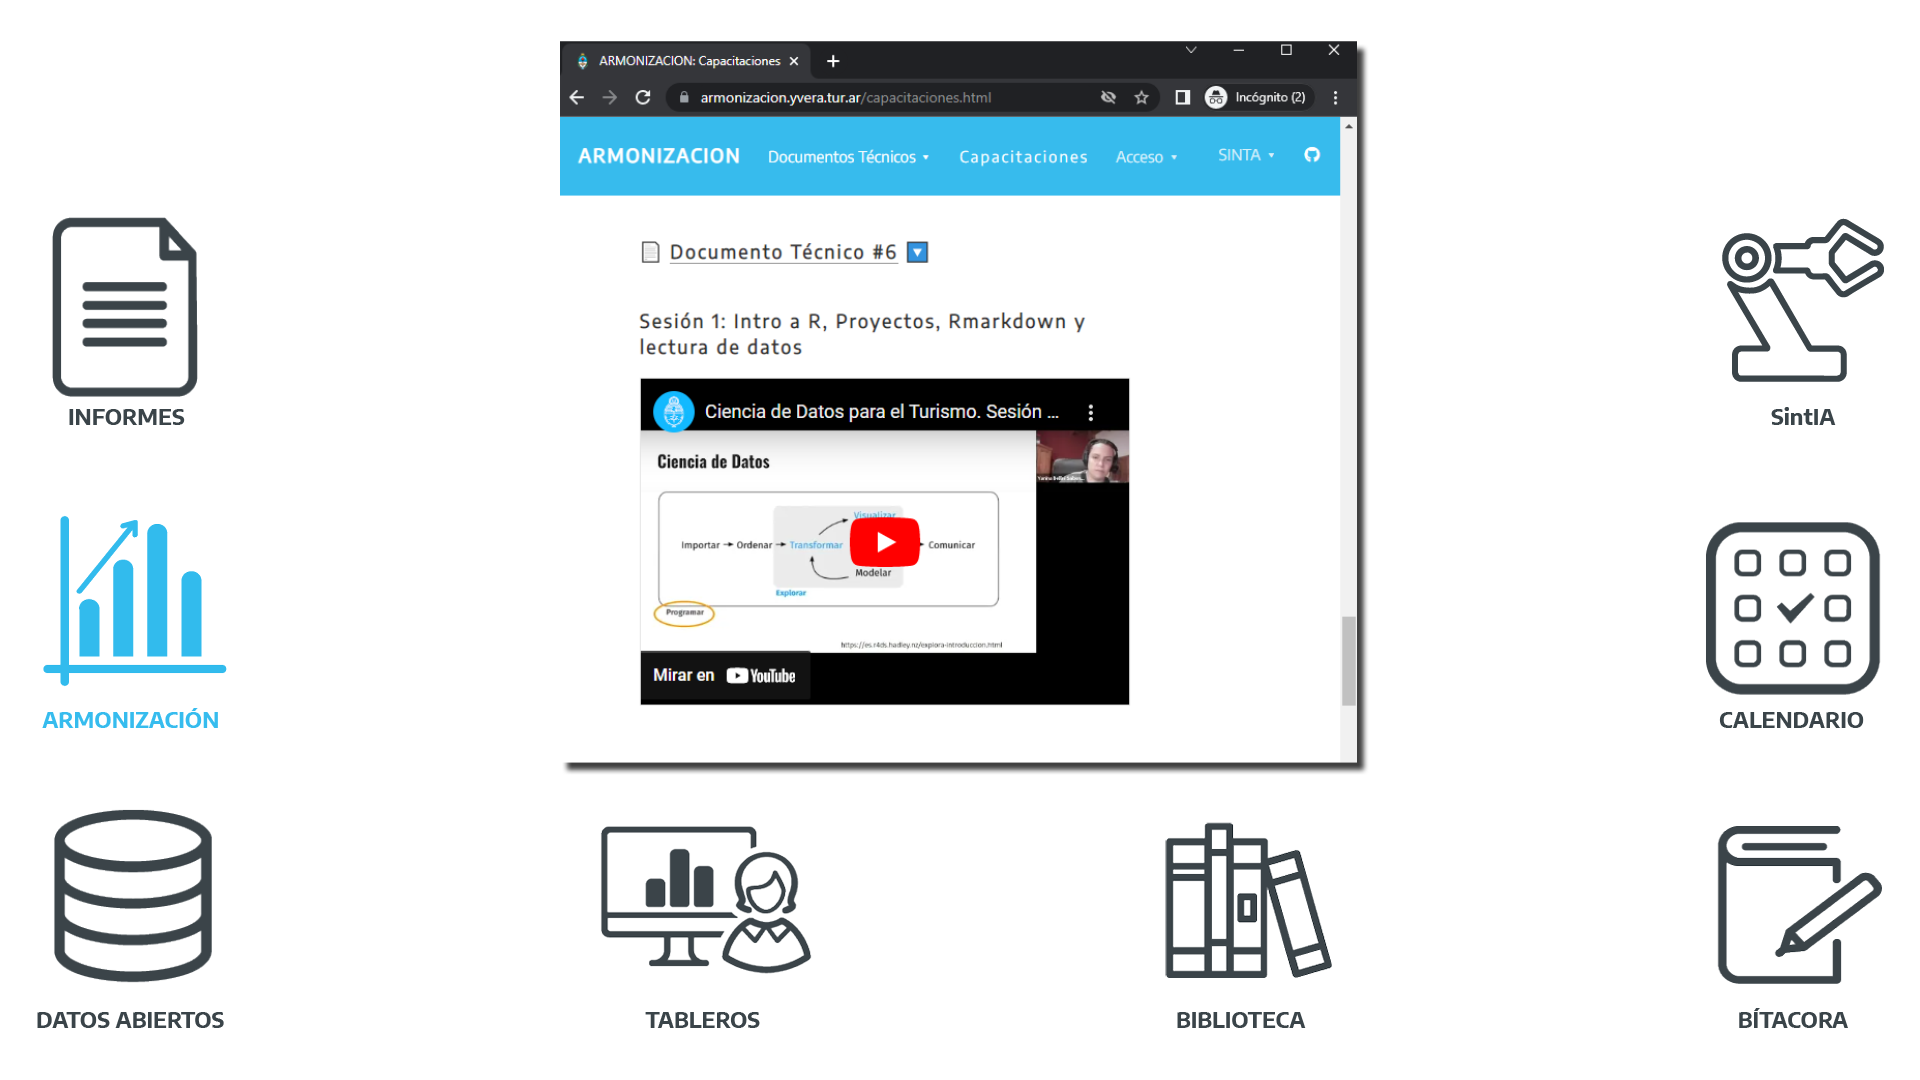 ARMONIZACION: Capacitaciones
armonizacion.yvera.tur.ar/capacitaciones.html
Incógnito (2)
ARMONIZACION
Documentos Técnicos
Capacitaciones
Acceso
SINTA
Documento Técnico #6
Sesión 1: Intro a R, Proyectos, Rmarkdown y
lectura de datos
Ciencia de Datos para el Turismo. Sesión ...
Ciencia de Datos
Visualizar
Importar
Ordenar
Transformar
Comunicar
Modelar
Explorar
Programar
https://es.r4ds.hadley.nz/explora-introduccion.html
Mirar en YouTube
INFORMES
SintIA
ARMONIZACIÓN
CALENDARIO
DATOS ABIERTOS
TABLEROS
BIBLIOTECA
BÍTACORA